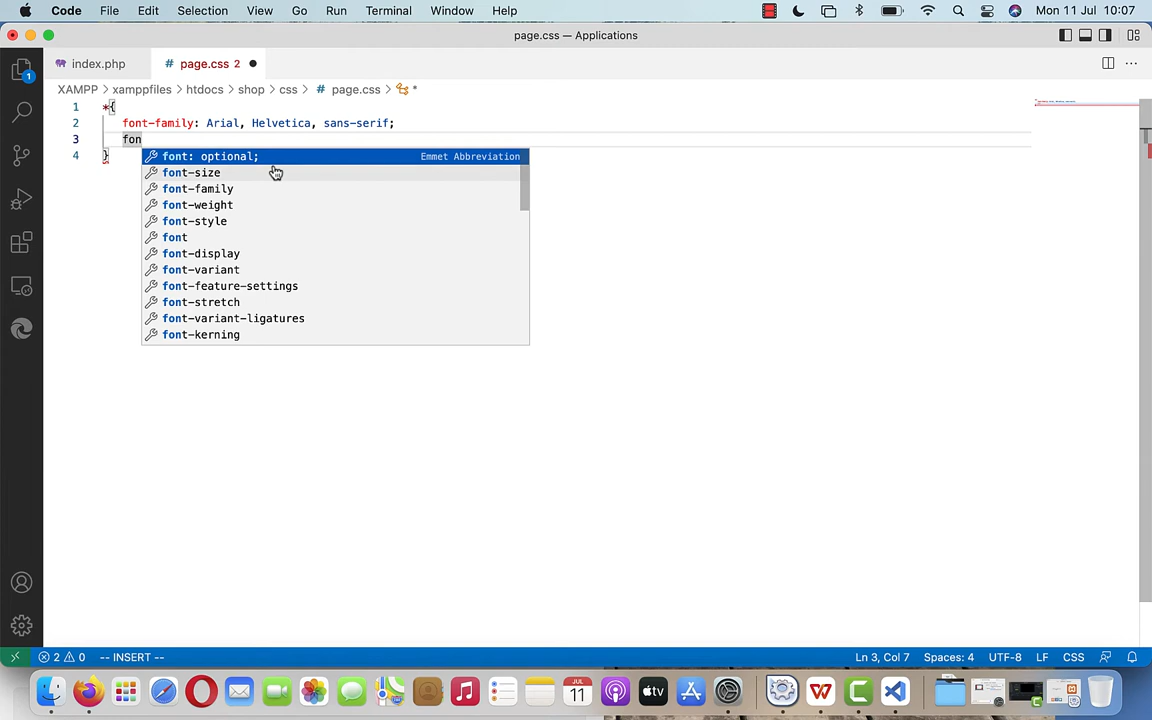 Code File Edit Selection View Go Run Terminal Window Help Mon 11 Jul 10:07
page.css — Applications
index.php # page.css 2
XAMPP > xamppfiles > htdocs > shop > css > # page.css > *
1 *{
2 font-family: Arial, Helvetica, sans-serif;
3 fon
4 }
font: optional; Emmet Abbreviation
font-size
font-family
font-weight
font-style
font
font-display
font-variant
font-feature-settings
font-stretch
font-variant-ligatures
font-kerning
1
2 0 -- INSERT -- Ln 3, Col 7 Spaces: 4 UTF-8 LF CSS
JUL
11
tv